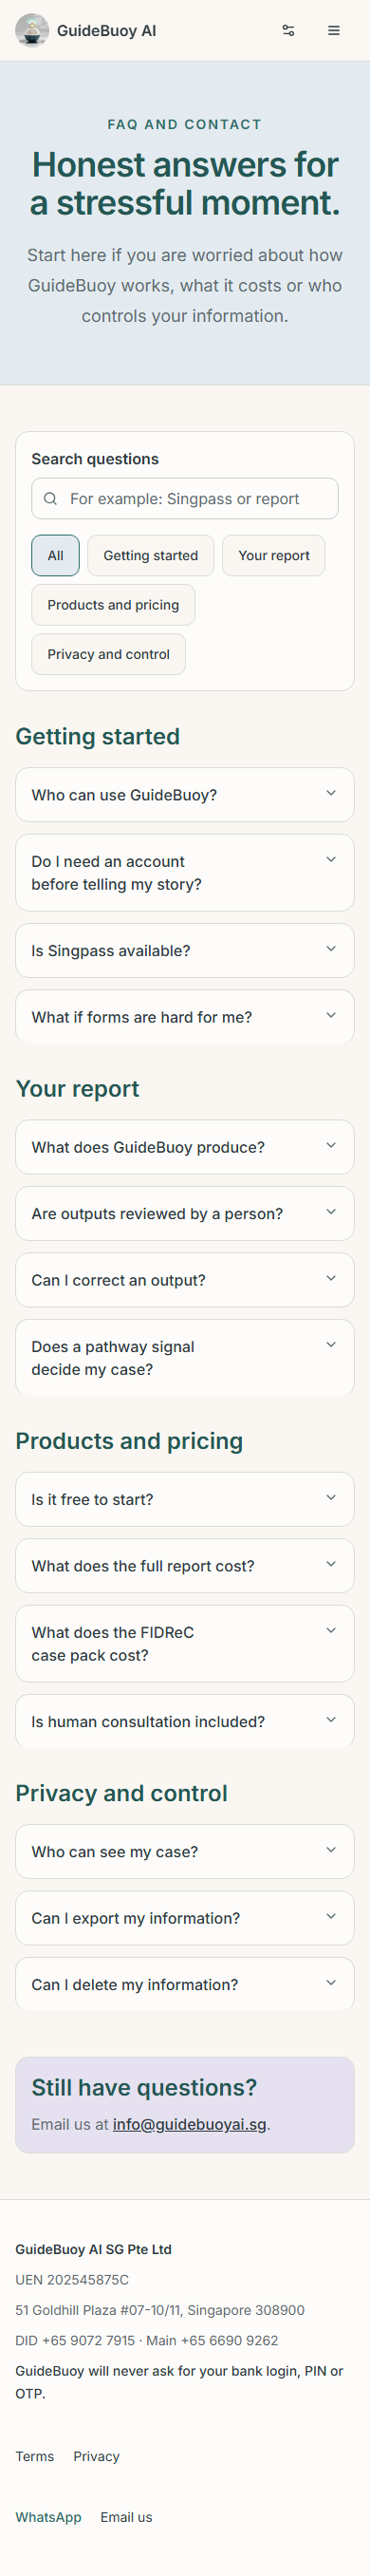 GuideBuoy AI
FAQ AND CONTACT
Honest answers for
a stressful moment.
Start here if you are worried about how
GuideBuoy works, what it costs or who
controls your information.
Search questions
For example: Singpass or report
All
Getting started
Your report
Products and pricing
Privacy and control
Getting started
Who can use GuideBuoy?
Do I need an account
before telling my story?
Is Singpass available?
What if forms are hard for me?
Your report
What does GuideBuoy produce?
Are outputs reviewed by a person?
Can I correct an output?
Does a pathway signal
decide my case?
Products and pricing
Is it free to start?
What does the full report cost?
What does the FIDReC
case pack cost?
Is human consultation included?
Privacy and control
Who can see my case?
Can I export my information?
Can I delete my information?
Still have questions?
Email us at info@guidebuoyai.sg.
GuideBuoy AI SG Pte Ltd
UEN 202545875C
51 Goldhill Plaza #07-10/11, Singapore 308900
DID +65 9072 7915 · Main +65 6690 9262
GuideBuoy will never ask for your bank login, PIN or
OTP.
Terms Privacy
WhatsApp Email us